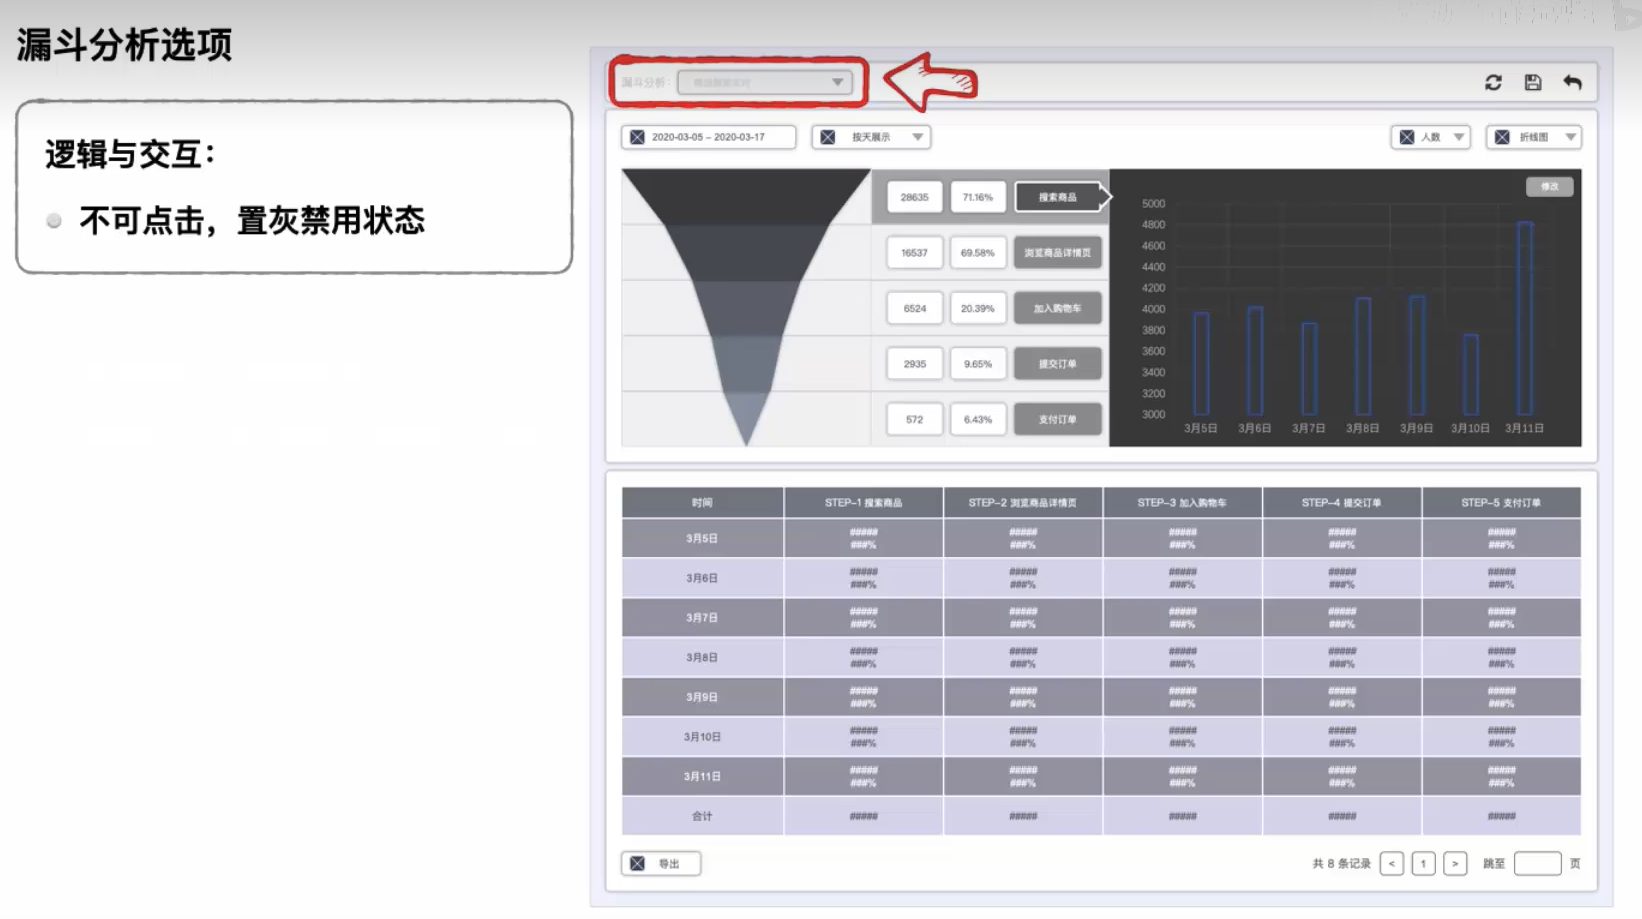 漏斗分析选项
逻辑与交互：
不可点击，置灰禁用状态
漏斗分析：
2020-03-05 – 2020-03-17
按天展示
人数
折线图
28635 71.16% 搜索商品
16537 69.58% 浏览商品详情页
6524 20.39% 加入购物车
2935 9.65% 提交订单
572 6.43% 支付订单
修改
5000
4800
4600
4400
4200
4000
3800
3600
3400
3200
3000
3月5日 3月6日 3月7日 3月8日 3月9日 3月10日 3月11日
时间 STEP–1 搜索商品 STEP–2 浏览商品详情页 STEP–3 加入购物车 STEP–4 提交订单 STEP–5 支付订单
3月5日 ##### ##### ##### ##### #####
###% ###% ###% ###% ###%
3月6日 ##### ##### ##### ##### #####
###% ###% ###% ###% ###%
3月7日 ##### ##### ##### ##### #####
###% ###% ###% ###% ###%
3月8日 ##### ##### ##### ##### #####
###% ###% ###% ###% ###%
3月9日 ##### ##### ##### ##### #####
###% ###% ###% ###% ###%
3月10日 ##### ##### ##### ##### #####
###% ###% ###% ###% ###%
3月11日 ##### ##### ##### ##### #####
###% ###% ###% ###% ###%
合计 ##### ##### ##### ##### #####
导出
共 8 条记录 < 1 > 跳至 页